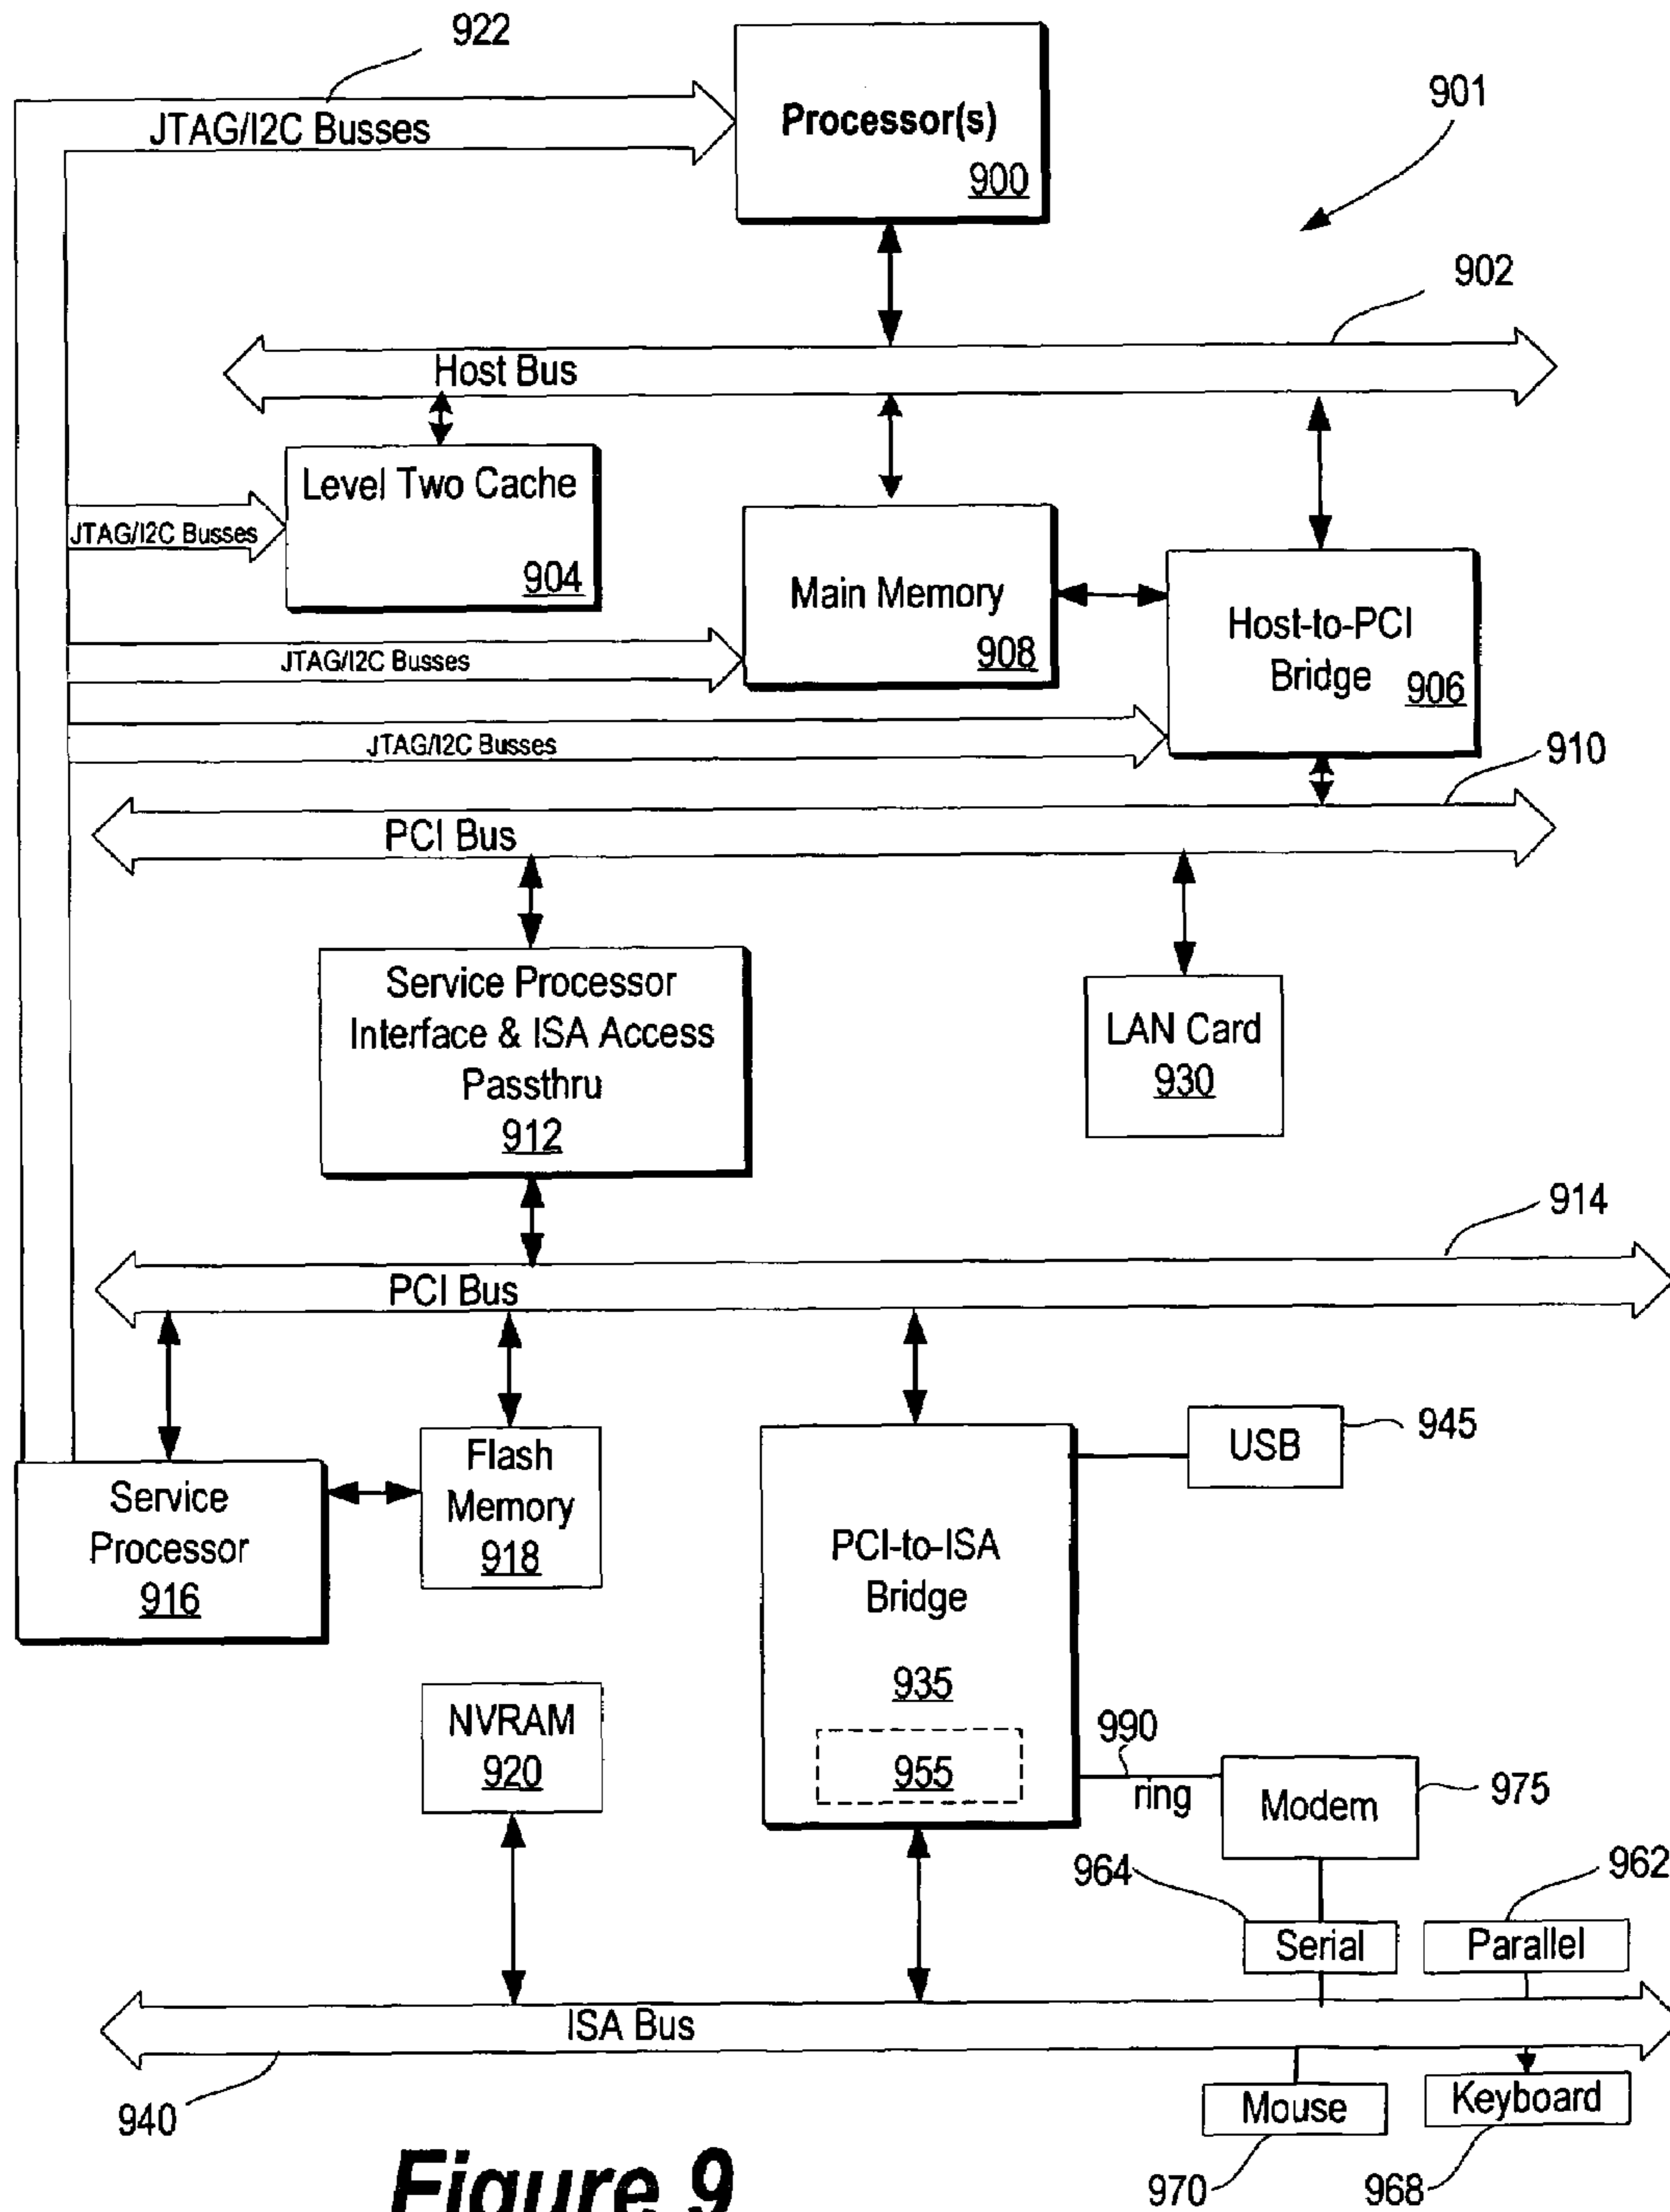 922
JTAG/I2C Busses
Processor(s)
900
901
902
Host Bus
Level Two Cache
904
JTAG/I2C Busses
Main Memory
908
Host-to-PCI
Bridge
906
JTAG/I2C Busses
JTAG/I2C Busses
910
PCI Bus
Service Processor
Interface & ISA Access
Passthru
912
LAN Card
930
914
PCI Bus
Service
Processor
916
Flash
Memory
918
PCI-to-ISA
Bridge
935
955
USB
945
NVRAM
920
990
ring
Modem
975
964
962
Serial
Parallel
ISA Bus
940
Mouse
Keyboard
970
968
Figure 9